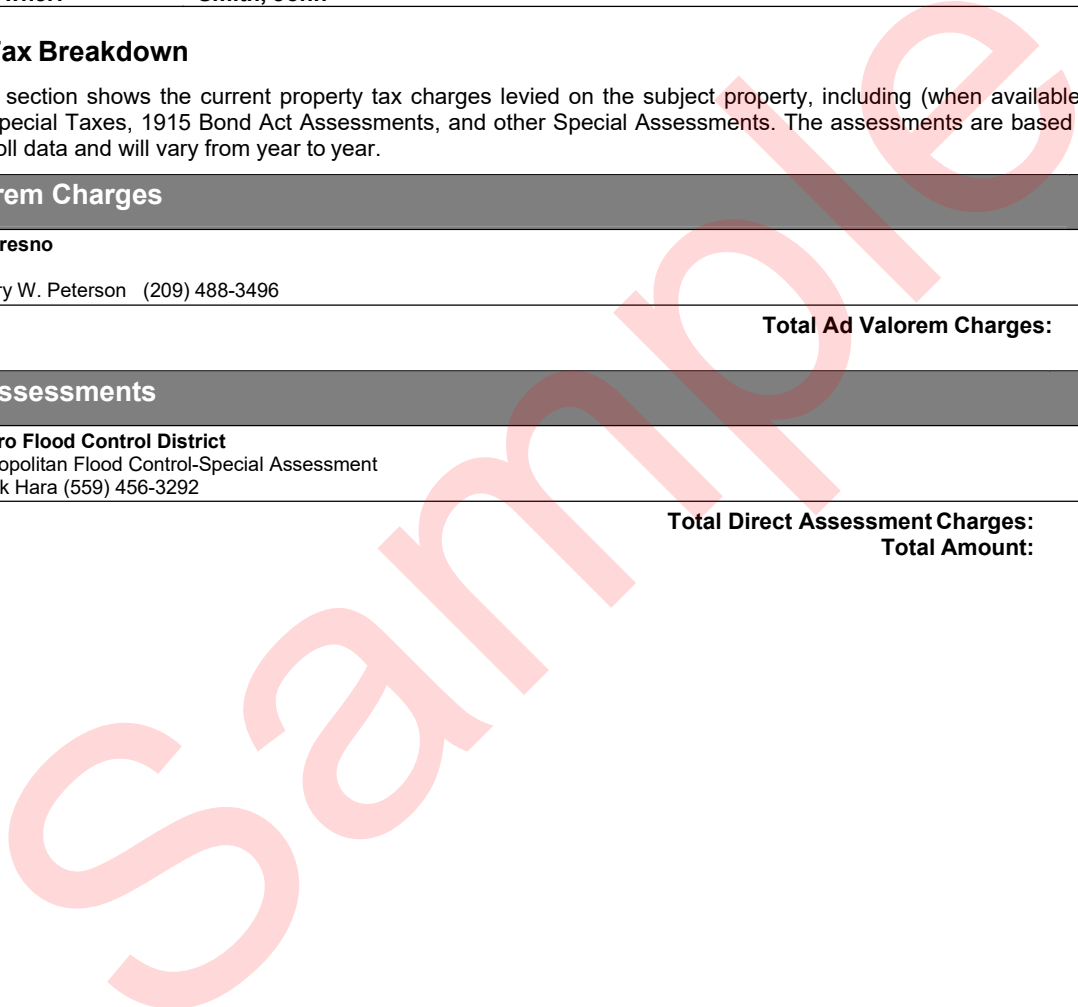 Smith, John
ax Breakdown
section shows the current property tax charges levied on the subject property, including (when available
pecial Taxes, 1915 Bond Act Assessments, and other Special Assessments. The assessments are based
oll data and will vary from year to year.
rem Charges
resno
ry W. Peterson (209) 488-3496
Total Ad Valorem Charges:
ssessments
ro Flood Control District
opolitan Flood Control-Special Assessment
k Hara (559) 456-3292
Total Direct Assessment Charges:
Total Amount:
Sample